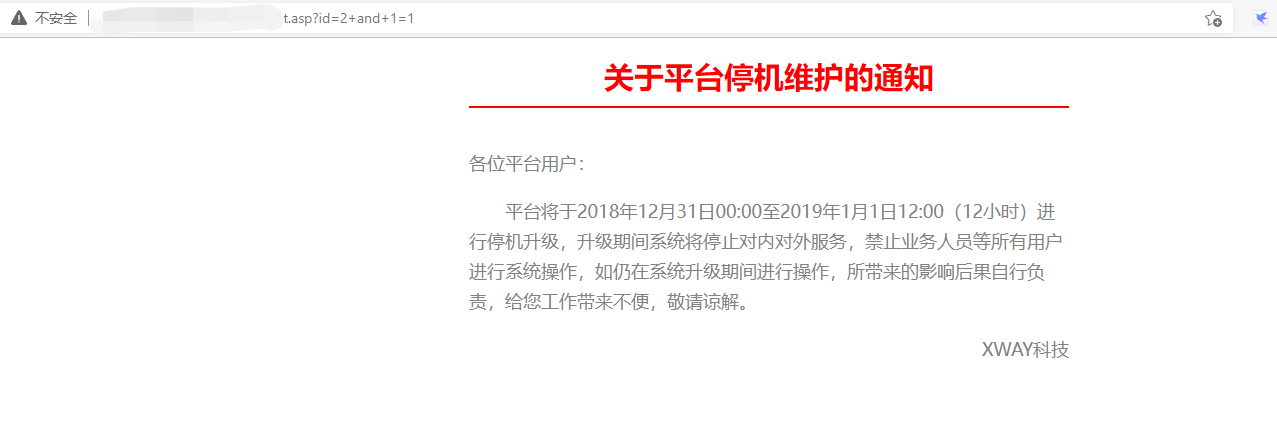 不安全 t.asp?id=2+and+1=1
关于平台停机维护的通知
各位平台用户：
平台将于2018年12月31日00:00至2019年1月1日12:00（12小时）进
行停机升级，升级期间系统将停止对内对外服务，禁止业务人员等所有用户
进行系统操作，如仍在系统升级期间进行操作，所带来的影响后果自行负
责，给您工作带来不便，敬请谅解。
XWAY科技